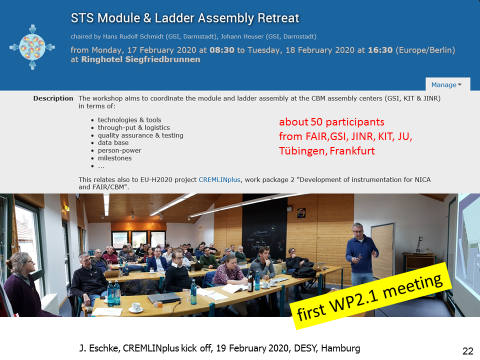 STS Module & Ladder Assembly Retreat
chaired by Hans Rudolf Schmidt (GSI, Darmstadt), Johann Heuser (GSI, Darmstadt)
from Monday, 17 February 2020 at 08:30 to Tuesday, 18 February 2020 at 16:30 (Europe/Berlin)
at Ringhotel Siegfriedbrunnen
Manage
Description The workshop aims to coordinate the module and ladder assembly at the CBM assembly centers (GSI, KIT & JINR)
in terms of:
• technologies & tools
• through-put & logistics
• quality assurance & testing
• data base
• person-power
• milestones
• ...
about 50 participants
from FAIR,GSI, JINR, KIT, JU,
Tübingen,Frankfurt
This relates also to EU-H2020 project CREMLINplus, work package 2 "Development of instrumentation for NICA
and FAIR/CBM".
first WP2.1 meeting
J. Eschke, CREMLINplus kick off, 19 February 2020, DESY, Hamburg
22